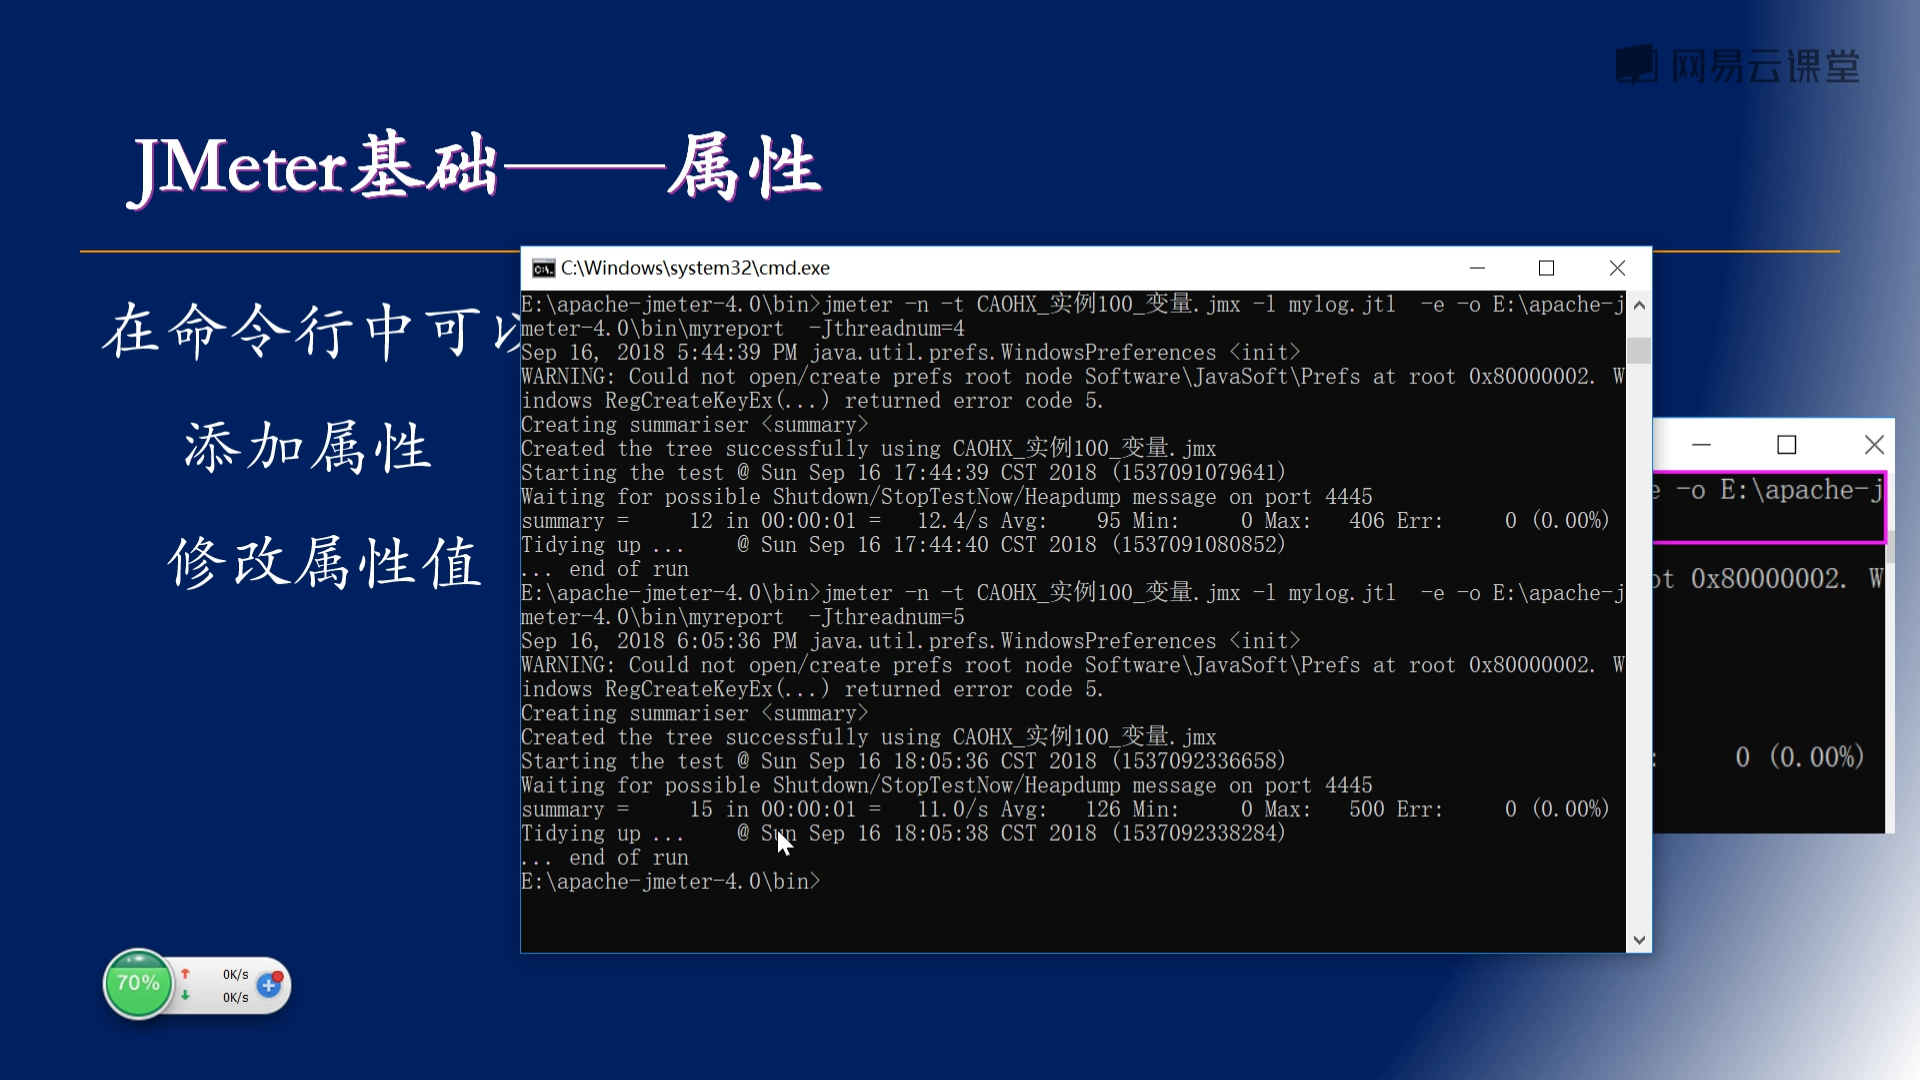 网易云课堂
JMeter基础——属性
在命令行中可以
添加属性
修改属性值
C:\Windows\system32\cmd.exe
E:\apache-jmeter-4.0\bin>jmeter -n -t CAOHX_实例100_变量.jmx -l mylog.jtl  -e -o E:\apache-j
meter-4.0\bin\myreport  -Jthreadnum=4
Sep 16, 2018 5:44:39 PM java.util.prefs.WindowsPreferences <init>
WARNING: Could not open/create prefs root node Software\JavaSoft\Prefs at root 0x80000002. W
indows RegCreateKeyEx(...) returned error code 5.
Creating summariser <summary>
Created the tree successfully using CAOHX_实例100_变量.jmx
Starting the test @ Sun Sep 16 17:44:39 CST 2018 (1537091079641)
Waiting for possible Shutdown/StopTestNow/Heapdump message on port 4445
summary =     12 in 00:00:01 =   12.4/s Avg:    95 Min:     0 Max:   406 Err:     0 (0.00%)
Tidying up ...    @ Sun Sep 16 17:44:40 CST 2018 (1537091080852)
... end of run
E:\apache-jmeter-4.0\bin>jmeter -n -t CAOHX_实例100_变量.jmx -l mylog.jtl  -e -o E:\apache-j
meter-4.0\bin\myreport  -Jthreadnum=5
Sep 16, 2018 6:05:36 PM java.util.prefs.WindowsPreferences <init>
WARNING: Could not open/create prefs root node Software\JavaSoft\Prefs at root 0x80000002. W
indows RegCreateKeyEx(...) returned error code 5.
Creating summariser <summary>
Created the tree successfully using CAOHX_实例100_变量.jmx
Starting the test @ Sun Sep 16 18:05:36 CST 2018 (1537092336658)
Waiting for possible Shutdown/StopTestNow/Heapdump message on port 4445
summary =     15 in 00:00:01 =   11.0/s Avg:   126 Min:     0 Max:   500 Err:     0 (0.00%)
Tidying up ...    @ Sun Sep 16 18:05:38 CST 2018 (1537092338284)
... end of run
E:\apache-jmeter-4.0\bin>
e -o E:\apache-j
ot 0x80000002. W
:     0 (0.00%)
70%
0K/s
0K/s